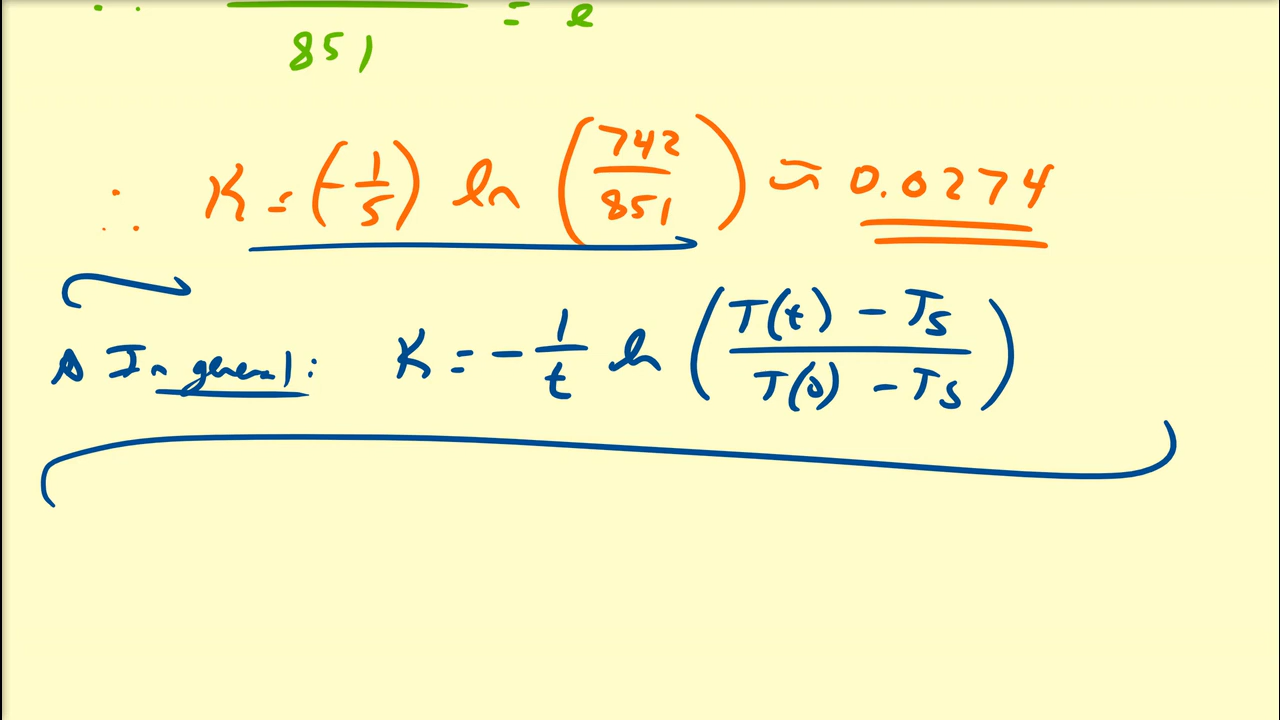 ∴ ——— = e
851
∴ K = (-1/5) ln (742/851) ≈ 0.0274
In general: K = -1/t ln (T(t) - Ts / T(0) - Ts)